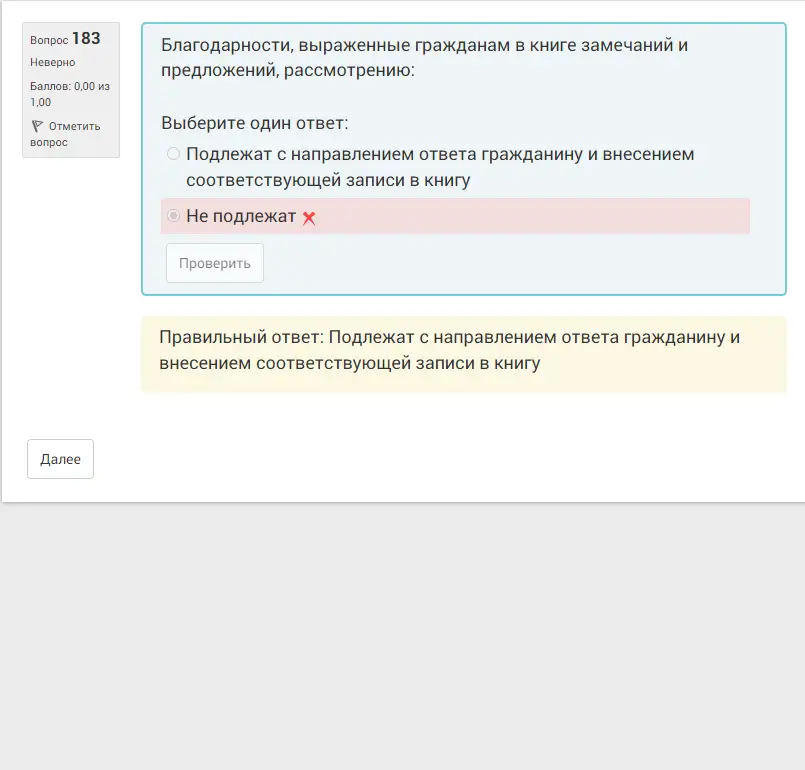 Вопрос 183
Неверно
Баллов: 0,00 из
1,00
Отметить
вопрос
Благодарности, выраженные гражданам в книге замечаний и
предложений, рассмотрению:
Выберите один ответ:
Подлежат с направлением ответа гражданину и внесением
соответствующей записи в книгу
Не подлежат
Проверить
Правильный ответ: Подлежат с направлением ответа гражданину и
внесением соответствующей записи в книгу
Далее